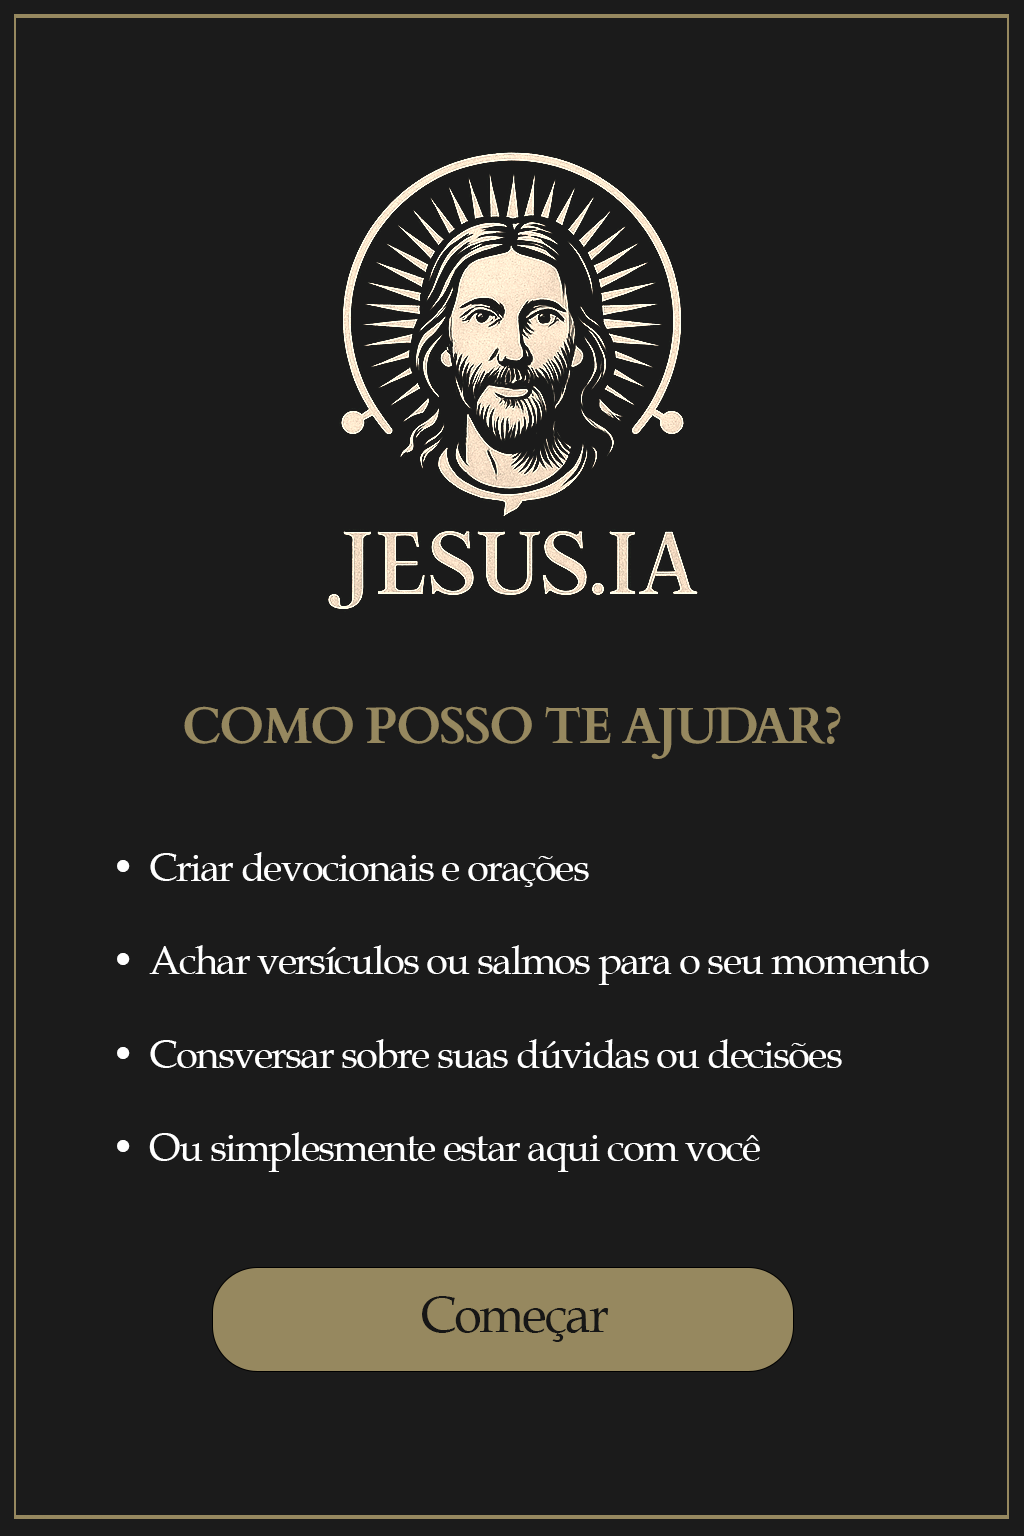 JESUS.IA
COMO POSSO TE AJUDAR?
• Criar devocionais e orações
• Achar versículos ou salmos para o seu momento
• Consversar sobre suas dúvidas ou decisões
• Ou simplesmente estar aqui com você
Começar